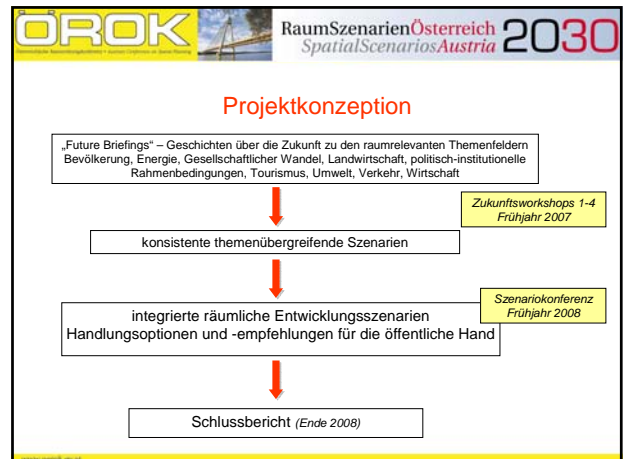 ÖROK
RaumSzenarienÖsterreich
SpatialScenariosAustria
2030
Projektkonzeption
„Future Briefings“ – Geschichten über die Zukunft zu den raumrelevanten Themenfeldern
Bevölkerung, Energie, Gesellschaftlicher Wandel, Landwirtschaft, politisch-institutionelle
Rahmenbedingungen, Tourismus, Umwelt, Verkehr, Wirtschaft
Zukunftsworkshops 1-4
Frühjahr 2007
konsistente themenübergreifende Szenarien
Szenariokonferenz
Frühjahr 2008
integrierte räumliche Entwicklungsszenarien
Handlungsoptionen und -empfehlungen für die öffentliche Hand
Schlussbericht (Ende 2008)